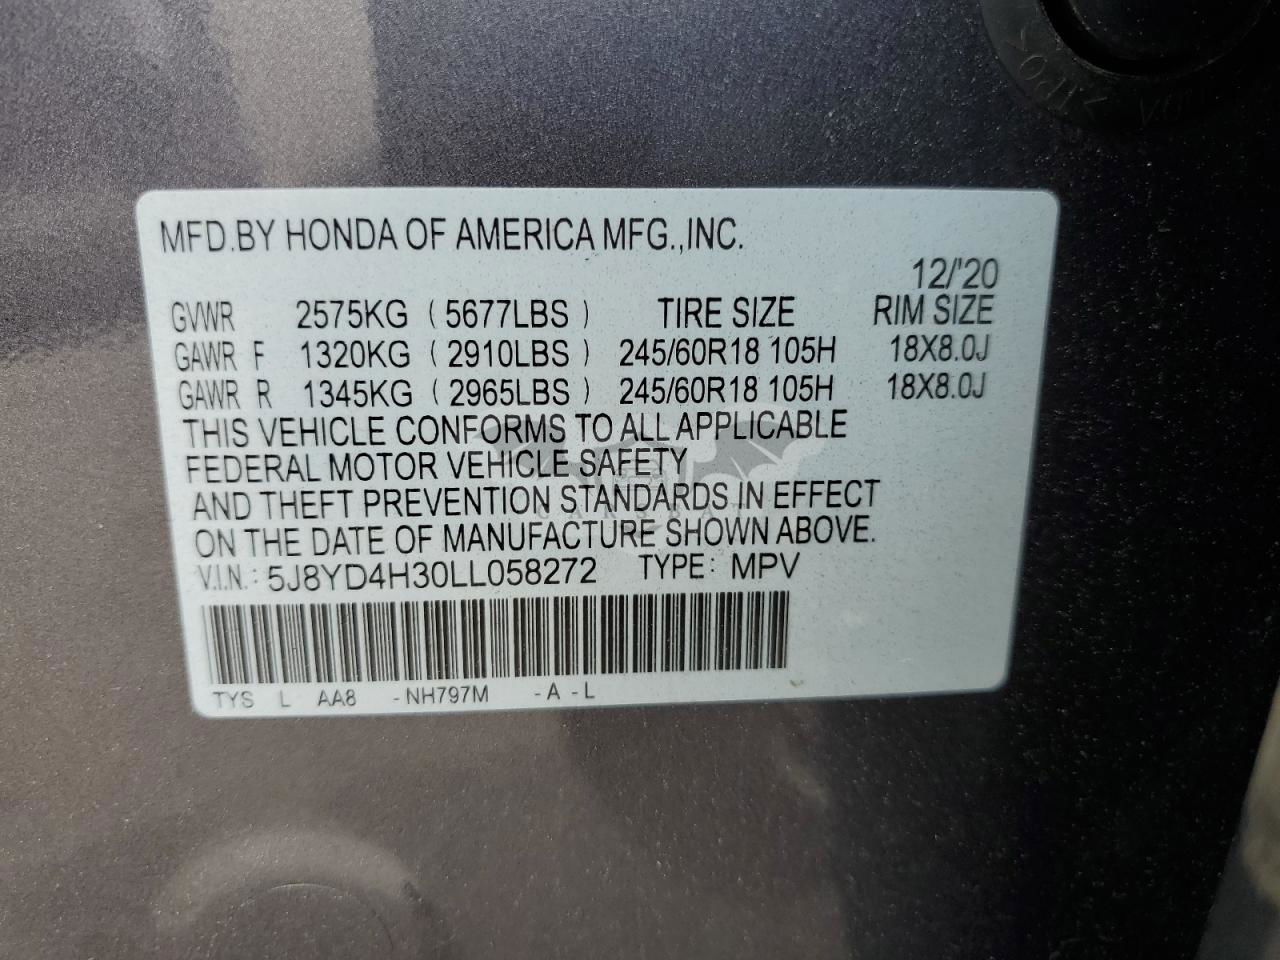 >TPO<
MFD.BY HONDA OF AMERICA MFG.,INC.
12/'20
GVWR 2575KG ( 5677LBS ) TIRE SIZE RIM SIZE
GAWR F 1320KG ( 2910LBS ) 245/60R18 105H 18X8.0J
GAWR R 1345KG ( 2965LBS ) 245/60R18 105H 18X8.0J
THIS VEHICLE CONFORMS TO ALL APPLICABLE
FEDERAL MOTOR VEHICLE SAFETY
AND THEFT PREVENTION STANDARDS IN EFFECT
ON THE DATE OF MANUFACTURE SHOWN ABOVE.
V.I.N.: 5J8YD4H30LL058272 TYPE: MPV
TYS L AA8 -NH797M -A -L